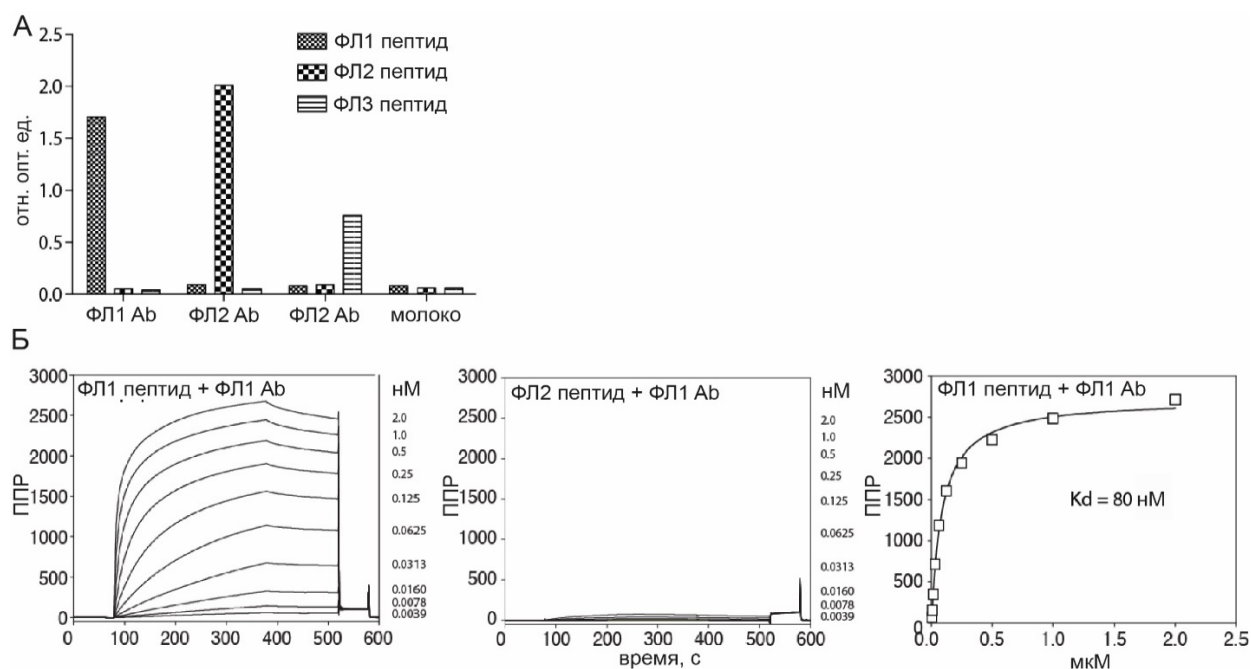 А
2.5
2.0
1.5
1.0
0.5
0.0
отн. опт. ед.
ФЛ1 пептид
ФЛ2 пептид
ФЛ3 пептид
ФЛ1 Ab
ФЛ2 Ab
ФЛ2 Ab
молоко
Б
3000
2500
2000
1500
1000
500
0
ППР
ФЛ1 пептид + ФЛ1 Ab
нМ
2.0
1.0
0.5
0.25
0.125
0.0625
0.0313
0.0160
0.0078
0.0039
0 100 200 300 400 500 600
3000
2500
2000
1500
1000
500
0
ППР
ФЛ2 пептид + ФЛ1 Ab
нМ
2.0
1.0
0.5
0.25
0.125
0.0625
0.0313
0.0160
0.0078
0.0039
0 100 200 300 400 500 600
время, с
3000
2500
2000
1500
1000
500
0
ППР
ФЛ1 пептид + ФЛ1 Ab
Kd = 80 нМ
0.0 0.5 1.0 1.5 2.0 2.5
мкМ